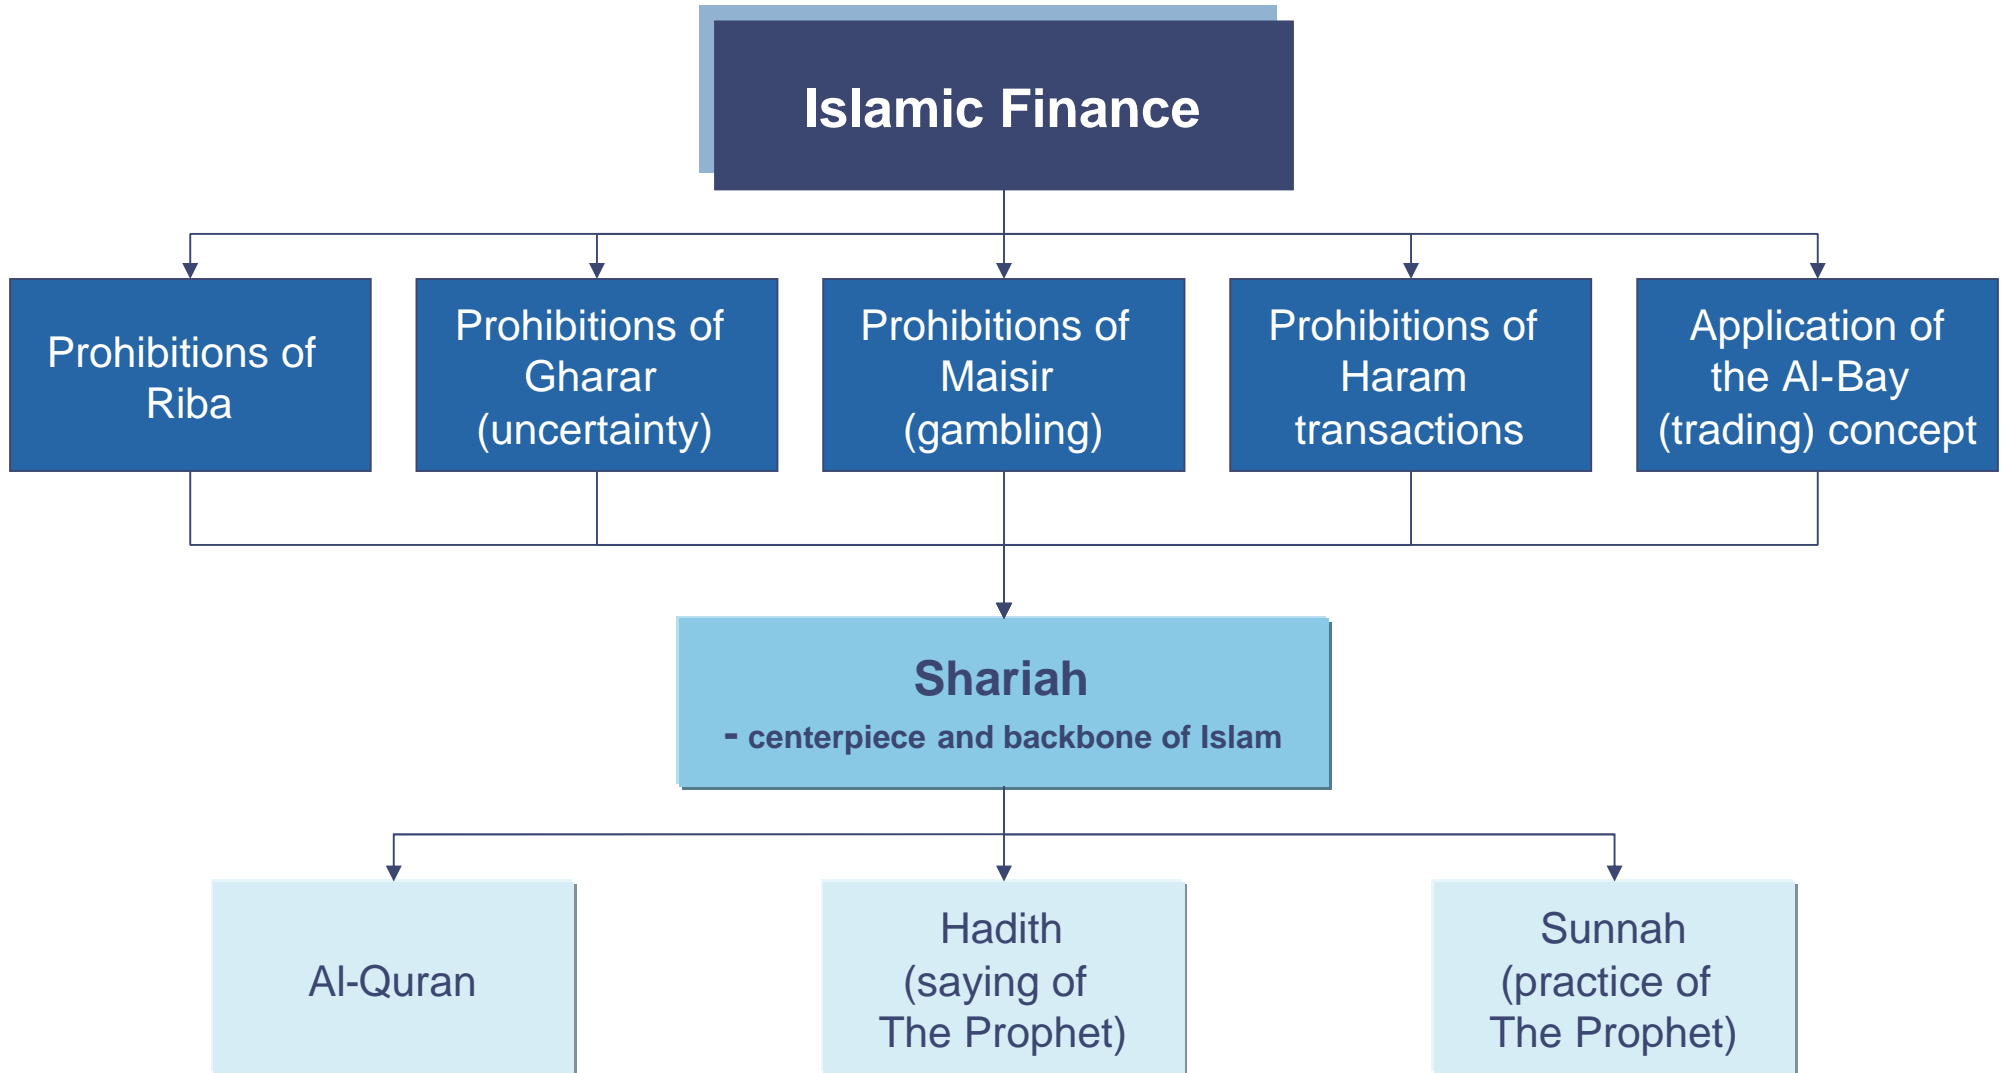 Islamic Finance
Prohibitions of
Riba
Prohibitions of
Gharar
(uncertainty)
Prohibitions of
Maisir
(gambling)
Prohibitions of
Haram
transactions
Application of
the Al-Bay
(trading) concept
Shariah
- centerpiece and backbone of Islam
Al-Quran
Hadith
(saying of
The Prophet)
Sunnah
(practice of
The Prophet)